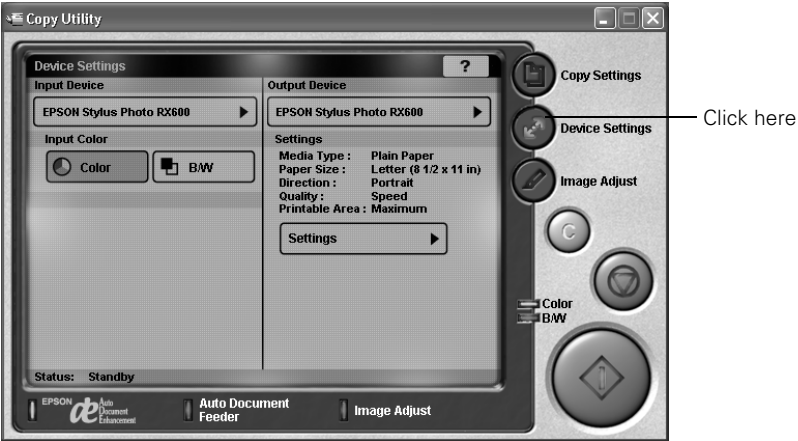 Copy Utility
Device Settings
?
Input Device
EPSON Stylus Photo RX600
Input Color
Color
B/W
Output Device
EPSON Stylus Photo RX600
Settings
Media Type : Plain Paper
Paper Size : Letter (8 1/2 x 11 in)
Direction : Portrait
Quality : Speed
Printable Area : Maximum
Settings
Status: Standby
Copy Settings
Device Settings
Click here
Image Adjust
C
Color
B/W
EPSON
Auto
Document
Enhancement
Auto Document
Feeder
Image Adjust